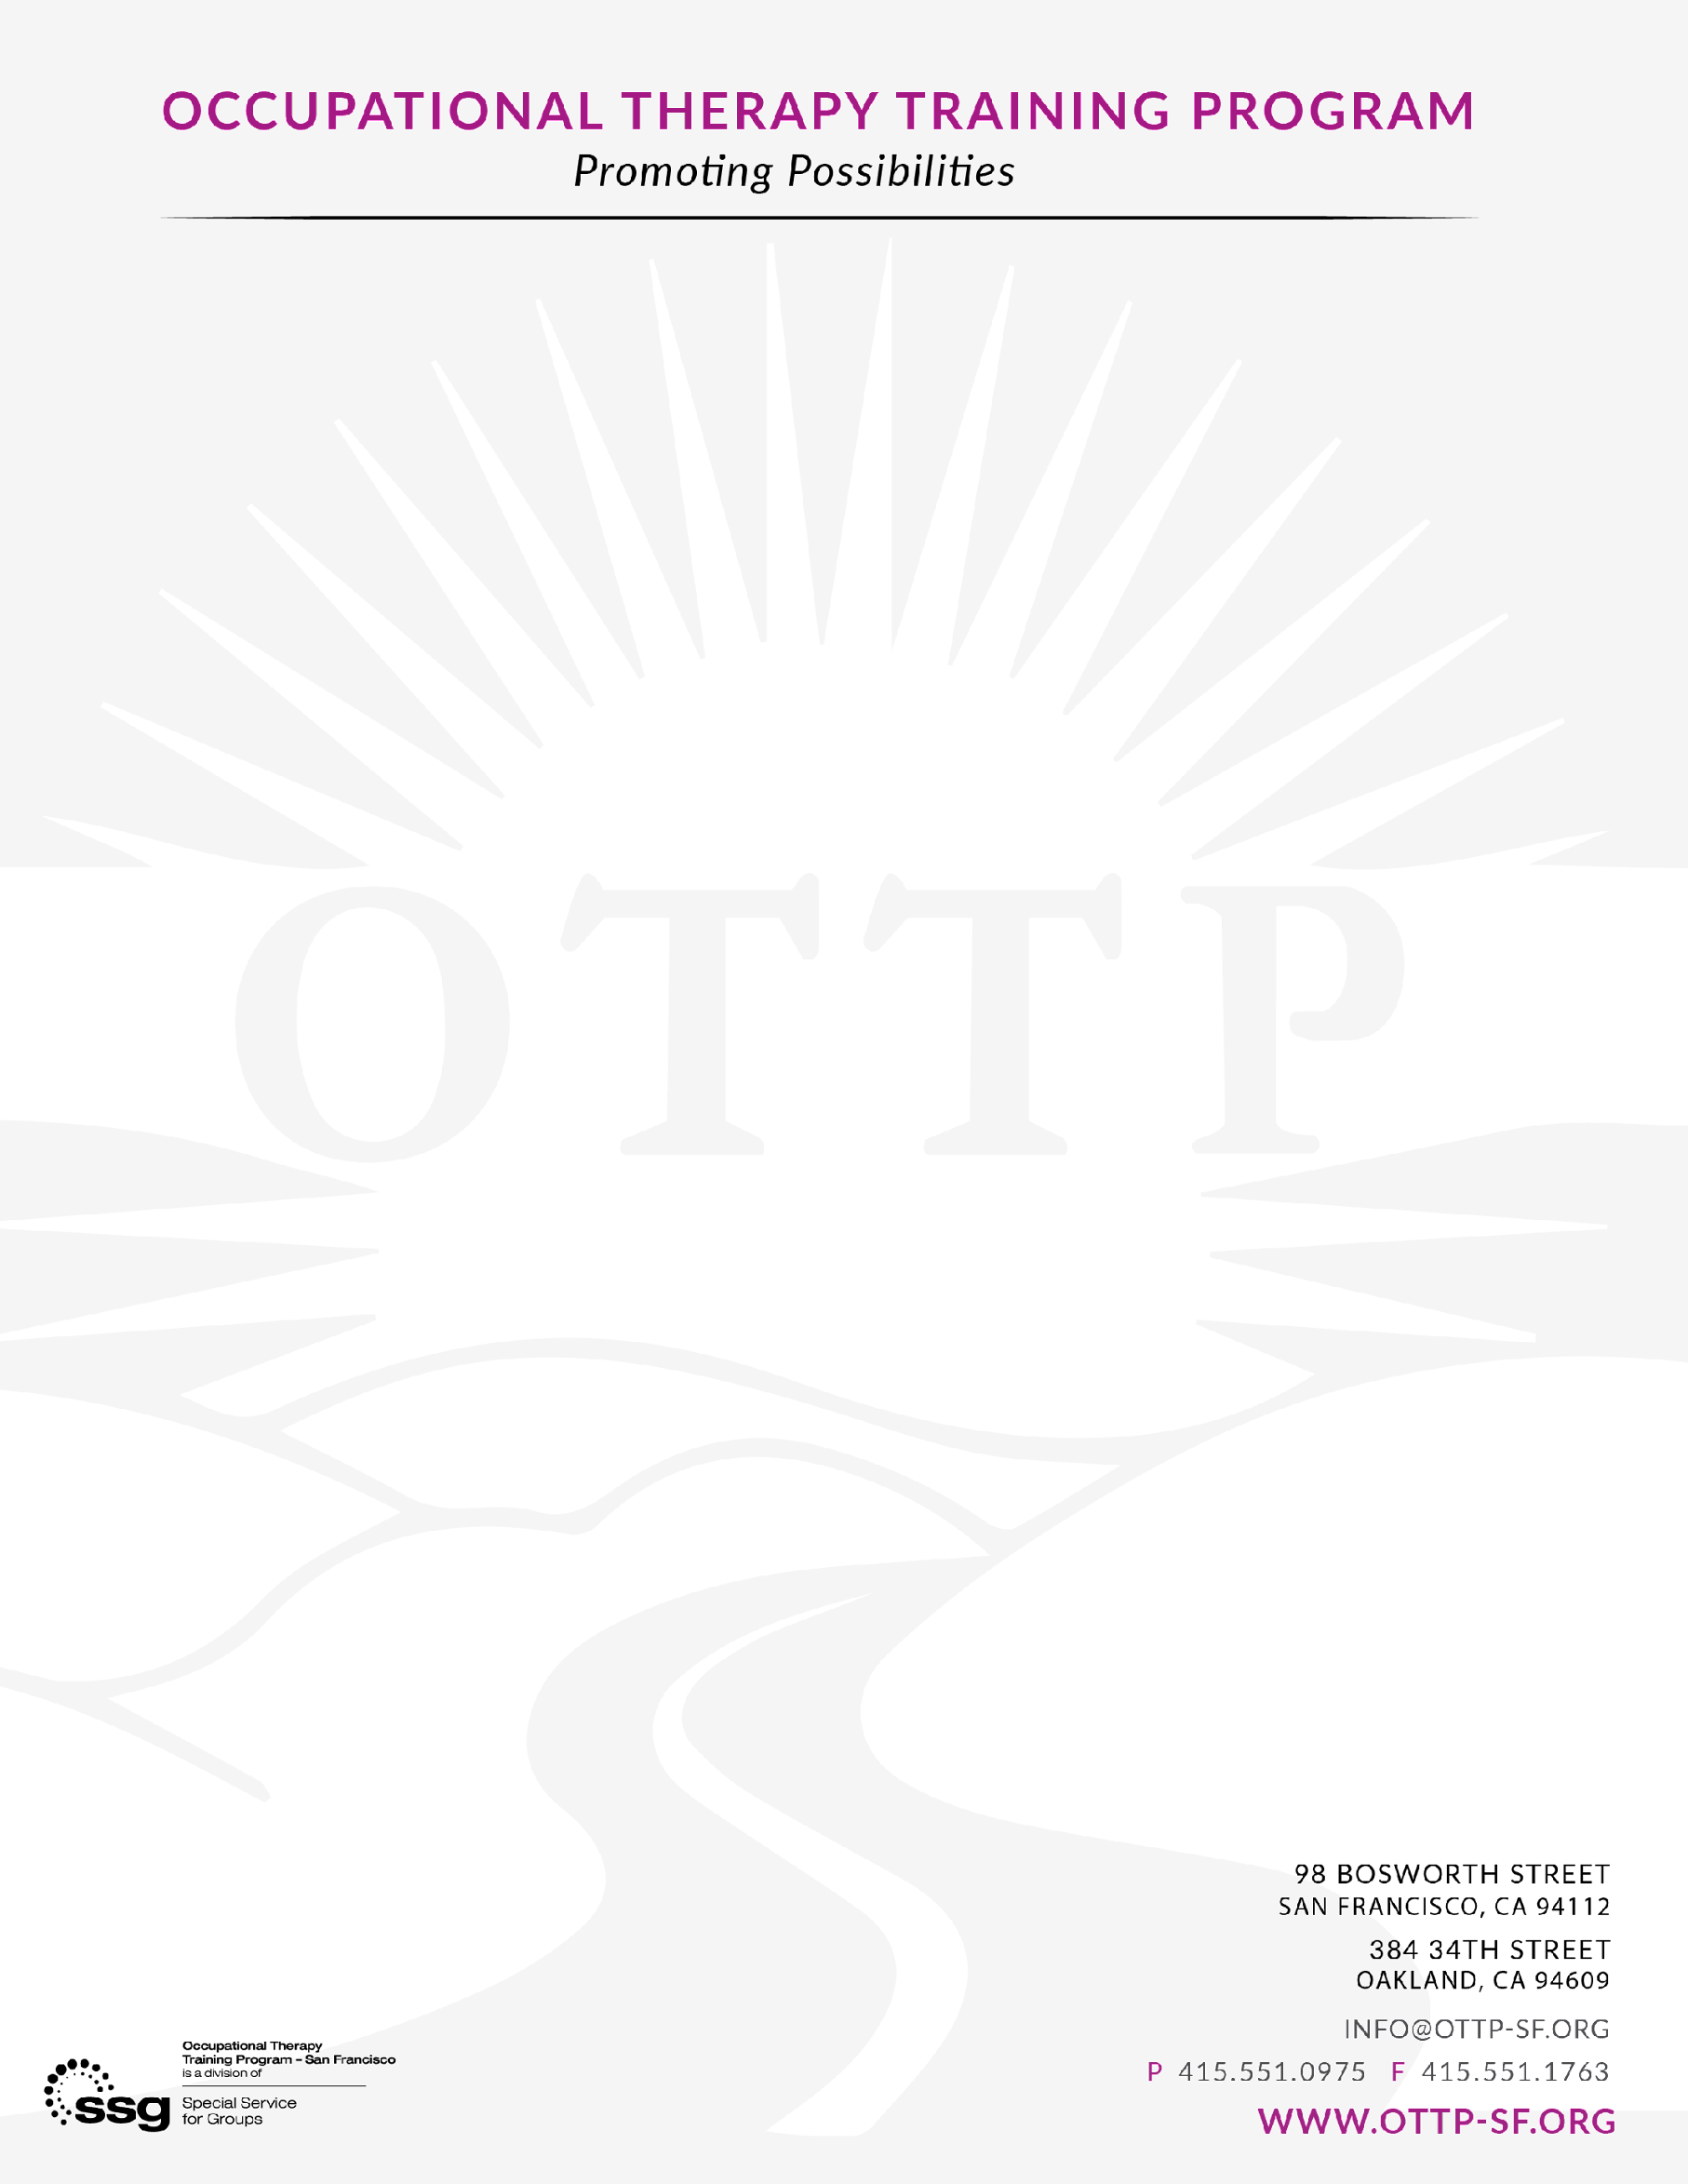 OCCUPATIONAL THERAPY TRAINING PROGRAM
Promoting Possibilities
OTTP
98 BOSWORTH STREET
SAN FRANCISCO, CA 94112
384 34TH STREET
OAKLAND, CA 94609
INFO@OTTP-SF.ORG
P 415.551.0975 F 415.551.1763
WWW.OTTP-SF.ORG
Occupational Therapy
Training Program – San Francisco
is a division of
ssg
Special Service
for Groups